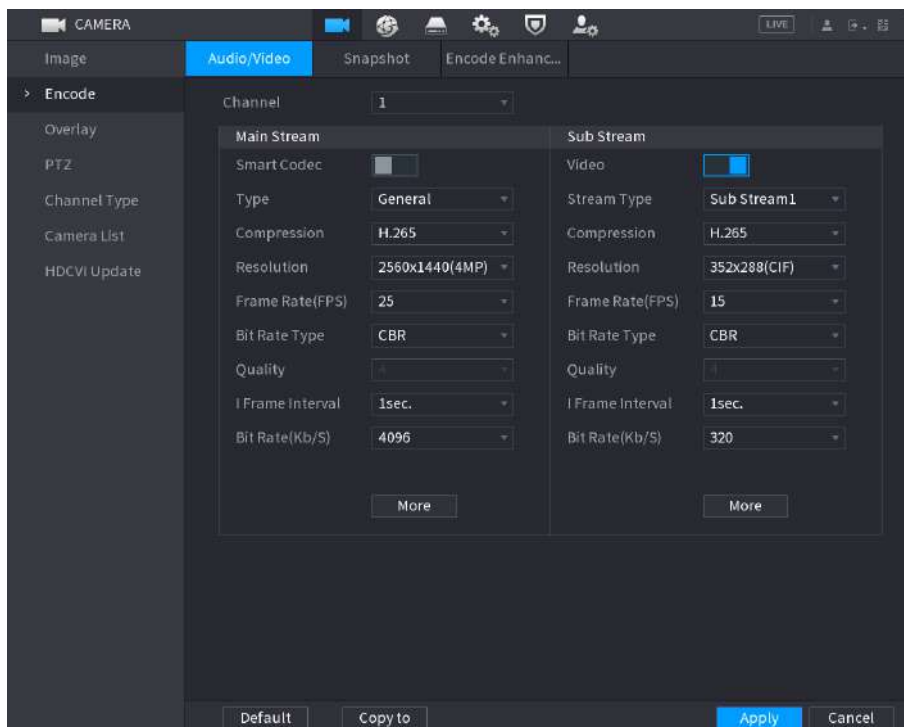 CAMERA LIVE
Image Audio/Video Snapshot Encode Enhanc...
> Encode
Channel 1
Overlay
Main Stream Sub Stream
PTZ
Smart Codec Video
Channel Type
Type General Stream Type Sub Stream1
Camera List
Compression H.265 Compression H.265
HDCVI Update
Resolution 2560x1440(4MP) Resolution 352x288(CIF)
Frame Rate(FPS) 25 Frame Rate(FPS) 15
Bit Rate Type CBR Bit Rate Type CBR
Quality 4 Quality 4
I Frame Interval 1sec. I Frame Interval 1sec.
Bit Rate(Kb/S) 4096 Bit Rate(Kb/S) 320
More More
Default Copy to Apply Cancel